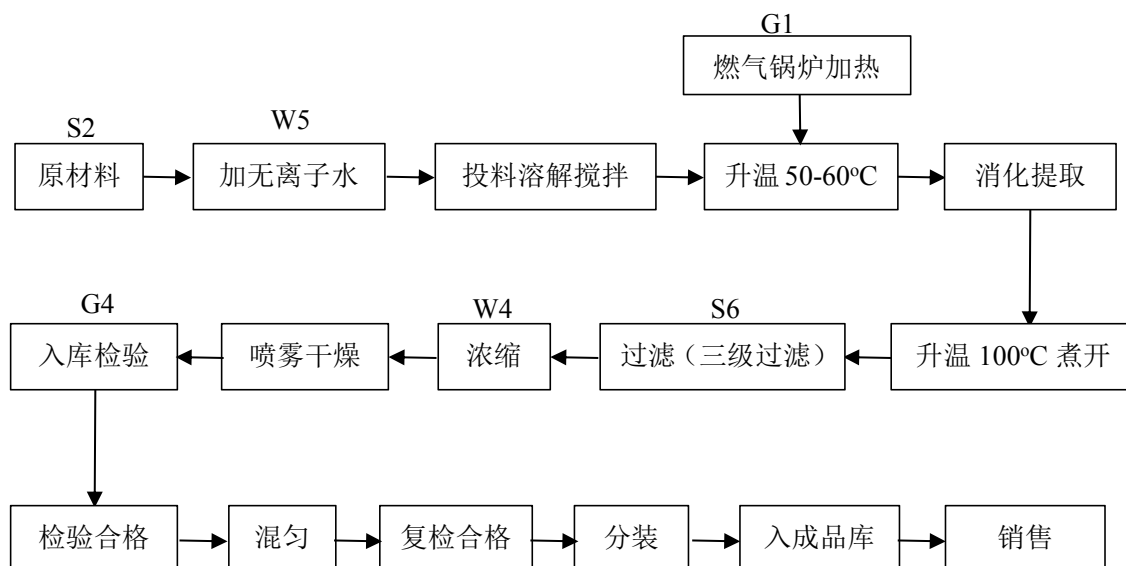 G1
燃气锅炉加热
S2
W5
原材料
加无离子水
投料溶解搅拌
升温 50-60°C
消化提取
G4
W4
S6
入库检验
喷雾干燥
浓缩
过滤（三级过滤）
升温 100°C 煮开
检验合格
混匀
复检合格
分装
入成品库
销售